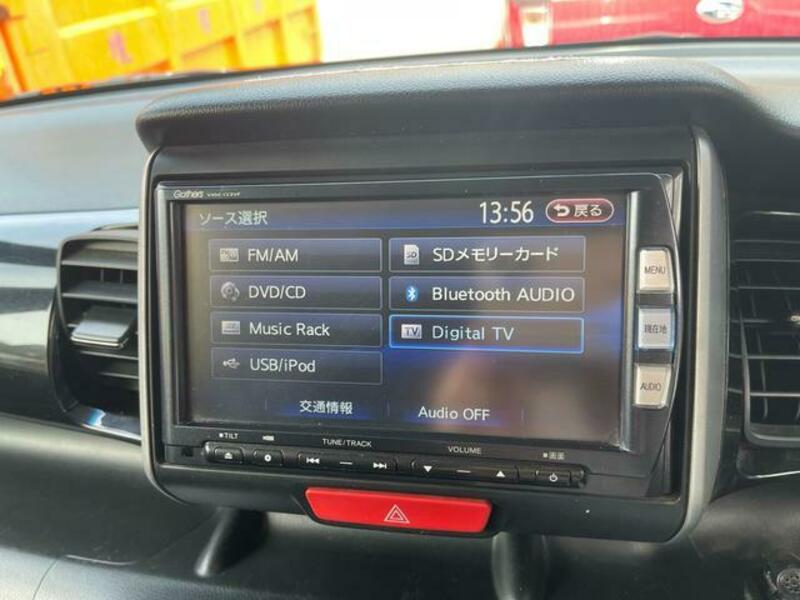 Gathers
ソース選択 13:56 戻る
FM/AM SDメモリーカード
DVD/CD Bluetooth AUDIO
Music Rack TV Digital TV
USB/iPod
交通情報 Audio OFF
MENU
現在地
AUDIO
TILT TUNE/TRACK VOLUME 画面